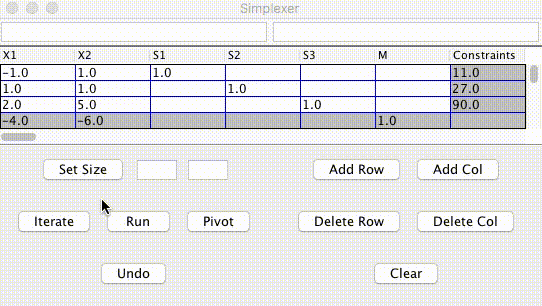 Simplexer
X1 X2 S1 S2 S3 M Constraints
-1.0 1.0 1.0 11.0
1.0 1.0 1.0 27.0
2.0 5.0 1.0 90.0
-4.0 -6.0 1.0
Set Size Add Row Add Col
Iterate Run Pivot Delete Row Delete Col
Undo Clear